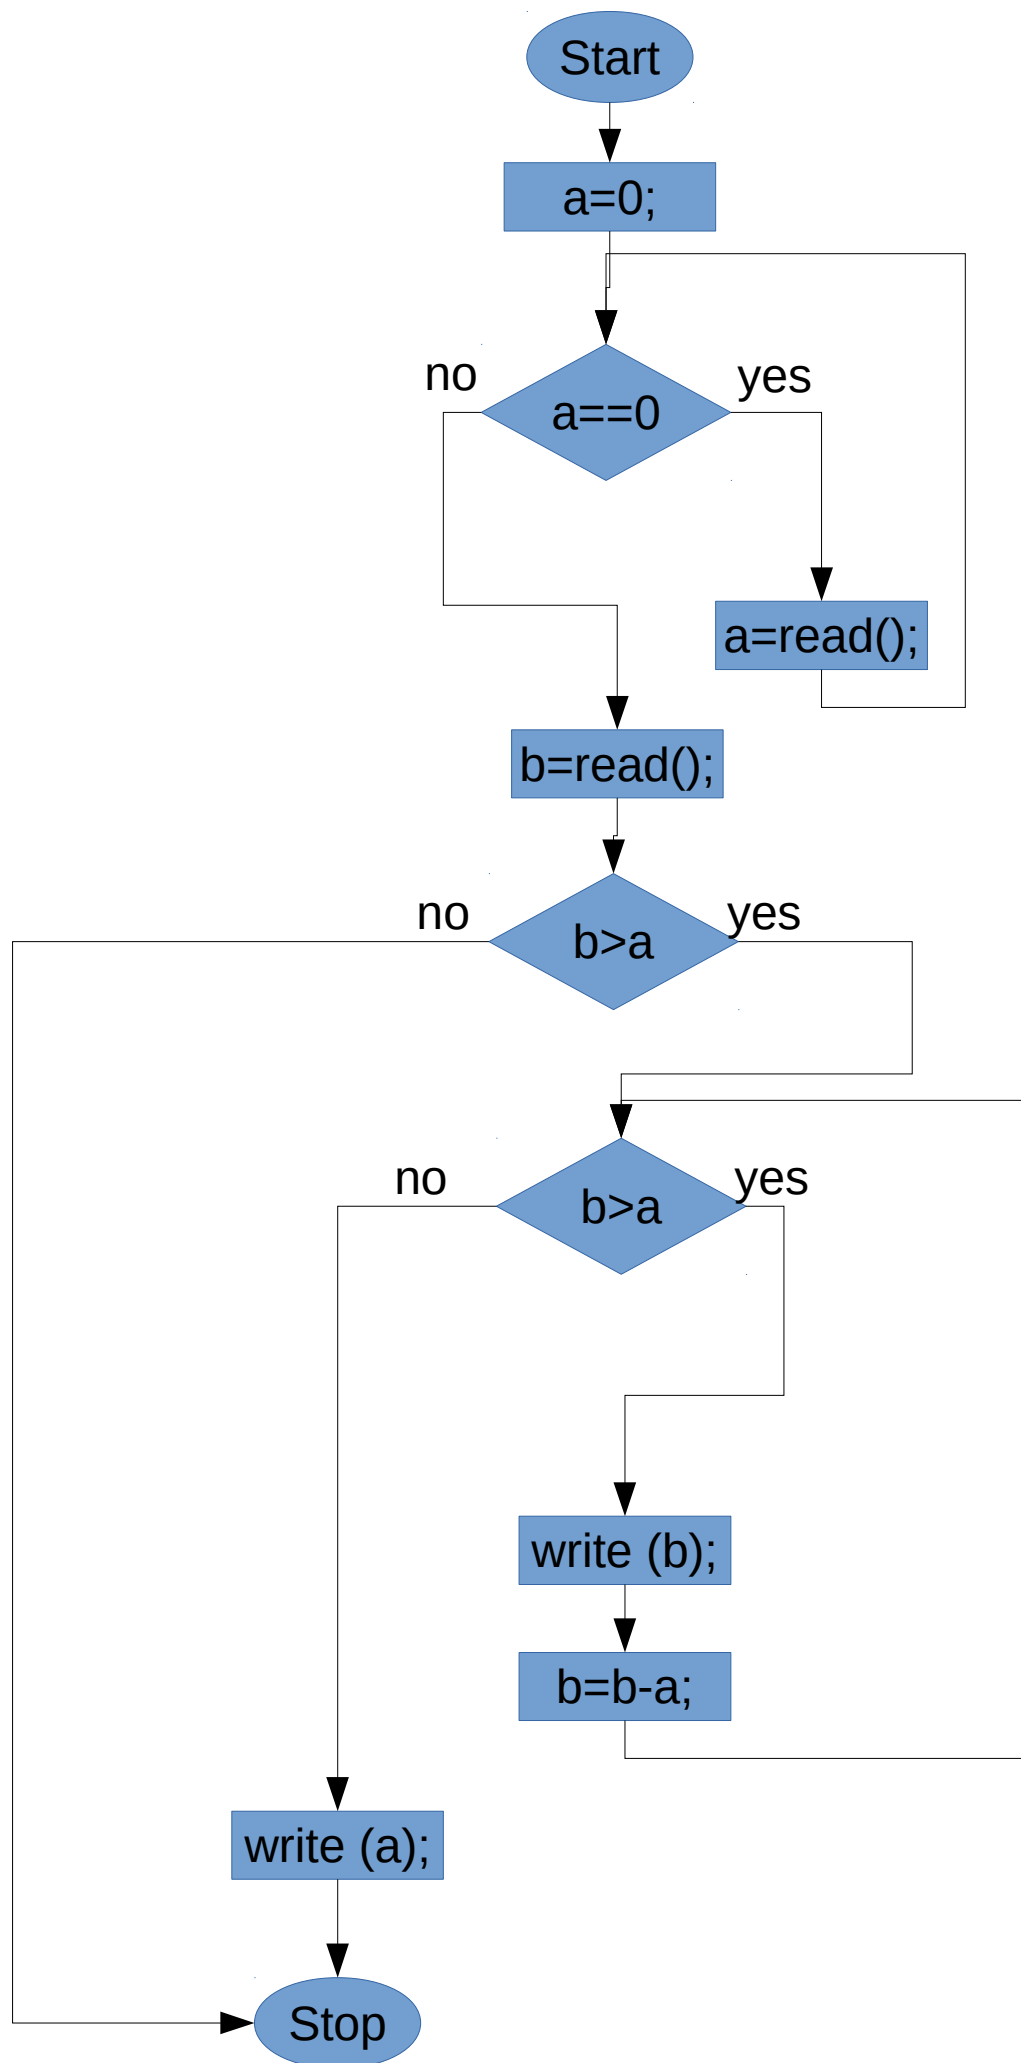 Start
a=0;
no
yes
a==0
a=read();
b=read();
no
yes
b>a
no
yes
b>a
write (b);
b=b-a;
write (a);
Stop